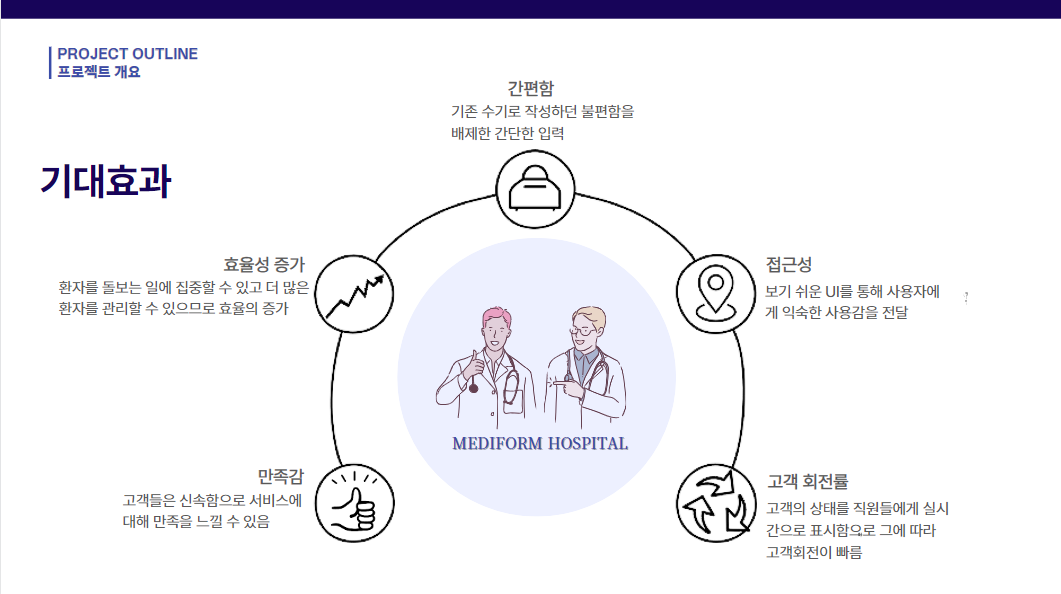 PROJECT OUTLINE
프로젝트 개요
기대효과
간편함
기존 수기로 작성하던 불편함을
배제한 간단한 입력
효율성 증가
환자를 돌보는 일에 집중할 수 있고 더 많은
환자를 관리할 수 있으므로 효율의 증가
접근성
보기 쉬운 UI를 통해 사용자에
게 익숙한 사용감을 전달
MEDIFORM HOSPITAL
만족감
고객들은 신속함으로 서비스에
대해 만족을 느낄 수 있음
고객 회전률
고객의 상태를 직원들에게 실시
간으로 표시함으로 그에 따라
고객회전이 빠름